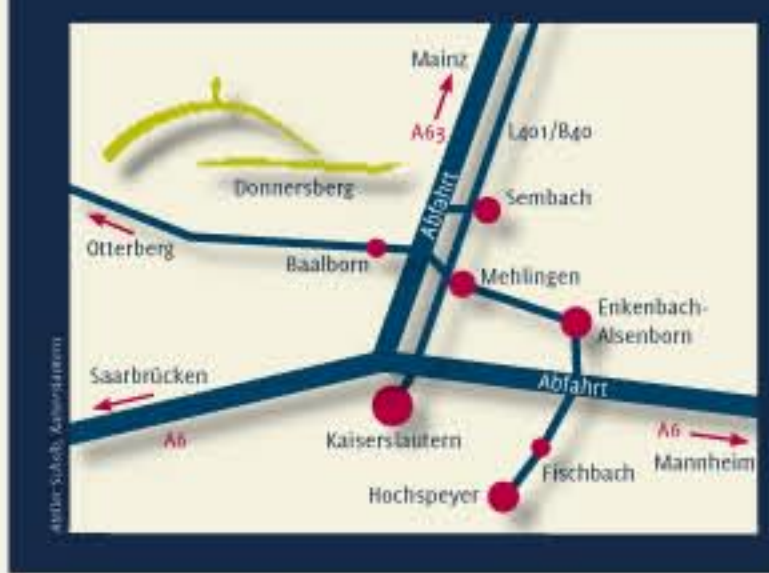 Mainz
A63
L401/B40
Donnersberg
Abfahrt
Sembach
Otterberg
Baalborn
Mehlingen
Enkenbach-
Alsenborn
Saarbrücken
A6
Abfahrt
Kaiserslautern
A6
Mannheim
Fischbach
Hochspeyer
Kaiserslautern